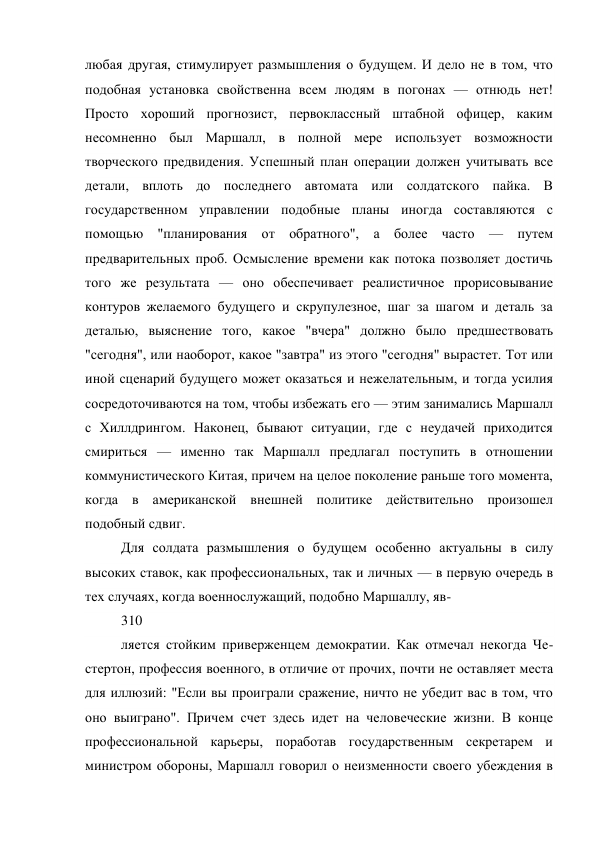 любая другая, стимулирует размышления о будущем. И дело не в том, что
подобная установка свойственна всем людям в погонах — отнюдь нет!
Просто хороший прогнозист, первоклассный штабной офицер, каким
несомненно был Маршалл, в полной мере использует возможности
творческого предвидения. Успешный план операции должен учитывать все
детали, вплоть до последнего автомата или солдатского пайка. В
государственном управлении подобные планы иногда составляются с
помощью "планирования от обратного", а более часто — путем
предварительных проб. Осмысление времени как потока позволяет достичь
того же результата — оно обеспечивает реалистичное прорисовывание
контуров желаемого будущего и скрупулезное, шаг за шагом и деталь за
деталью, выяснение того, какое "вчера" должно было предшествовать
"сегодня", или наоборот, какое "завтра" из этого "сегодня" вырастет. Тот или
иной сценарий будущего может оказаться и нежелательным, и тогда усилия
сосредоточиваются на том, чтобы избежать его — этим занимались Маршалл
с Хиллдрингом. Наконец, бывают ситуации, где с неудачей приходится
смириться — именно так Маршалл предлагал поступить в отношении
коммунистического Китая, причем на целое поколение раньше того момента,
когда в американской внешней политике действительно произошел
подобный сдвиг.
Для солдата размышления о будущем особенно актуальны в силу
высоких ставок, как профессиональных, так и личных — в первую очередь в
тех случаях, когда военнослужащий, подобно Маршаллу, яв-
310
ляется стойким приверженцем демократии. Как отмечал некогда Че-
стертон, профессия военного, в отличие от прочих, почти не оставляет места
для иллюзий: "Если вы проиграли сражение, ничто не убедит вас в том, что
оно выиграно". Причем счет здесь идет на человеческие жизни. В конце
профессиональной карьеры, поработав государственным секретарем и
министром обороны, Маршалл говорил о неизменности своего убеждения в